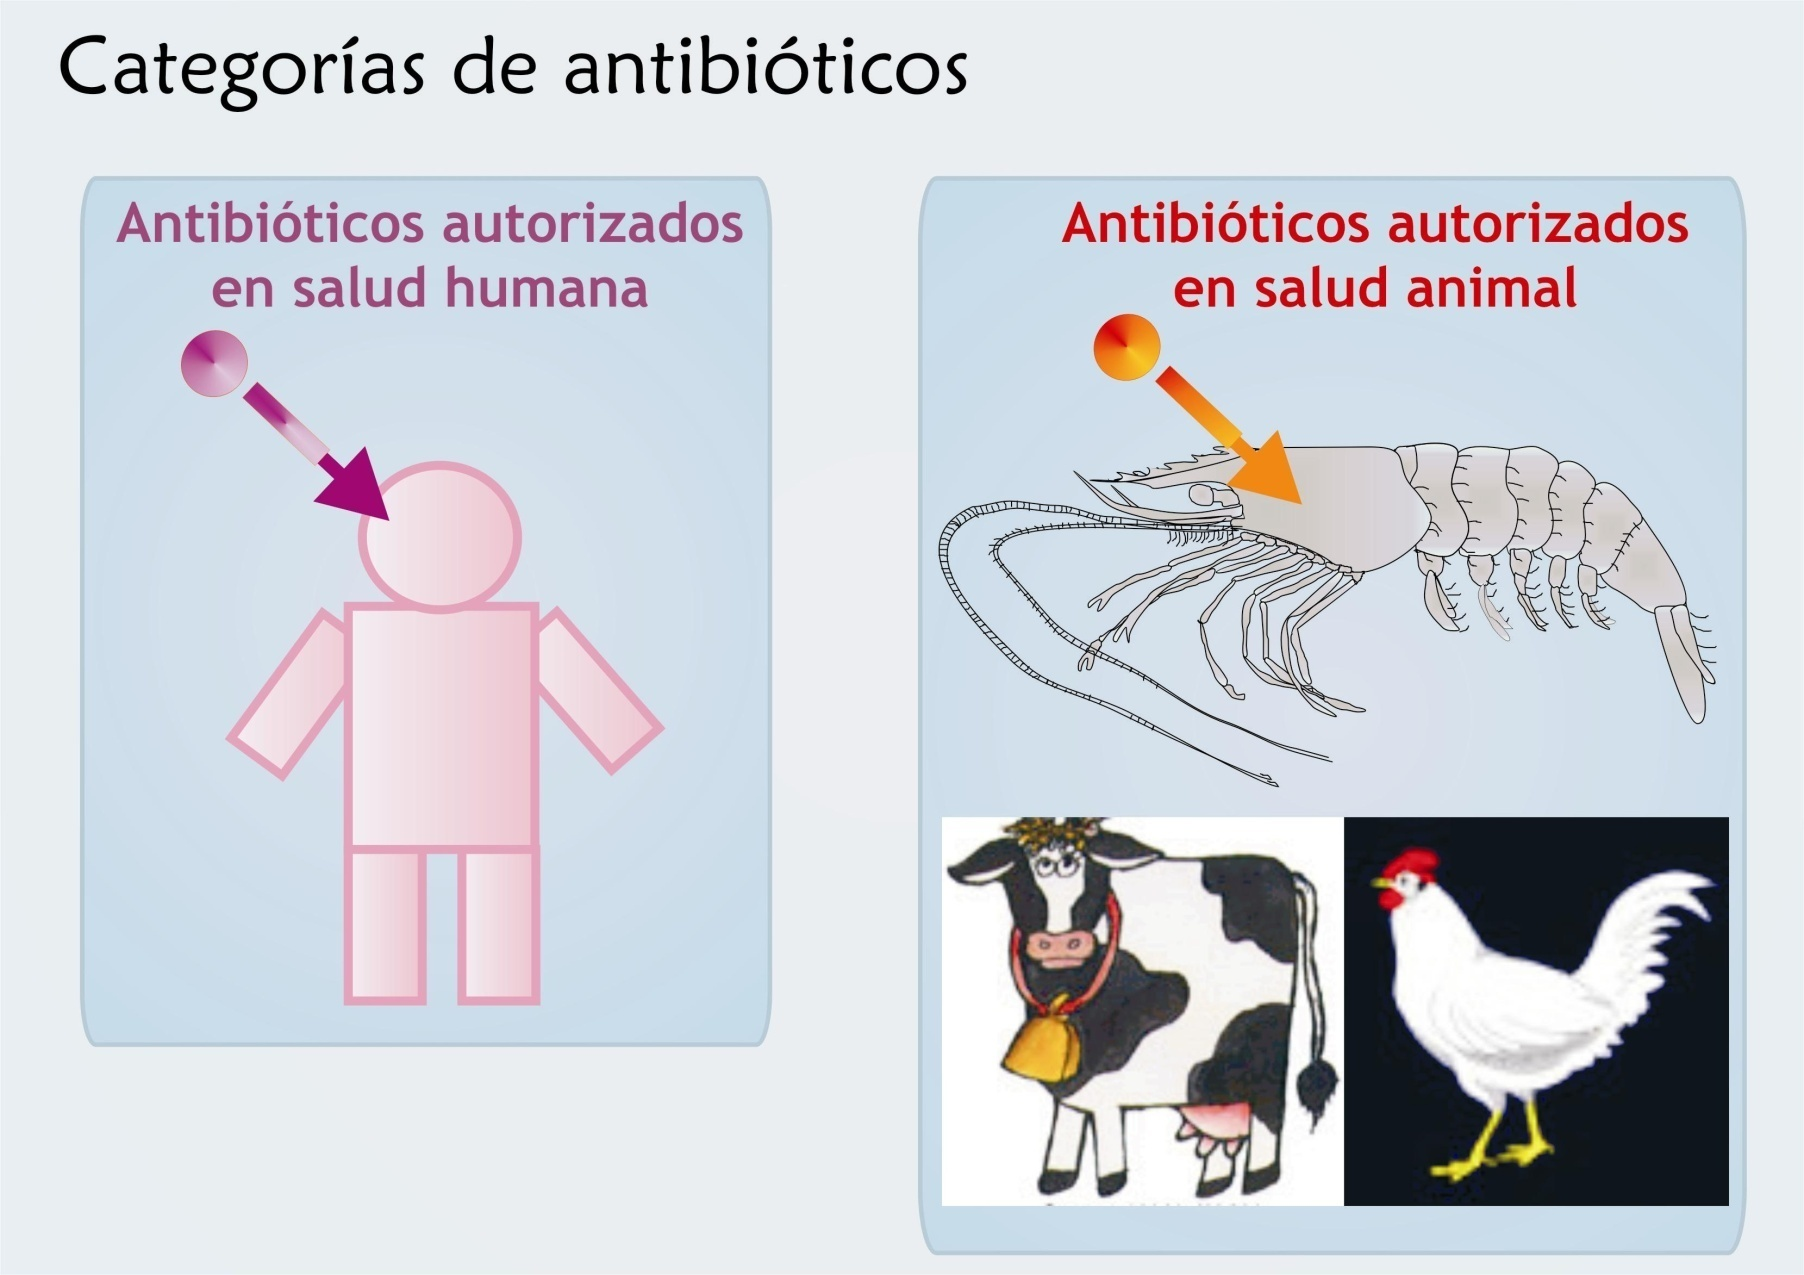 Categorías de antibióticos
Antibióticos autorizados
en salud humana
Antibióticos autorizados
en salud animal